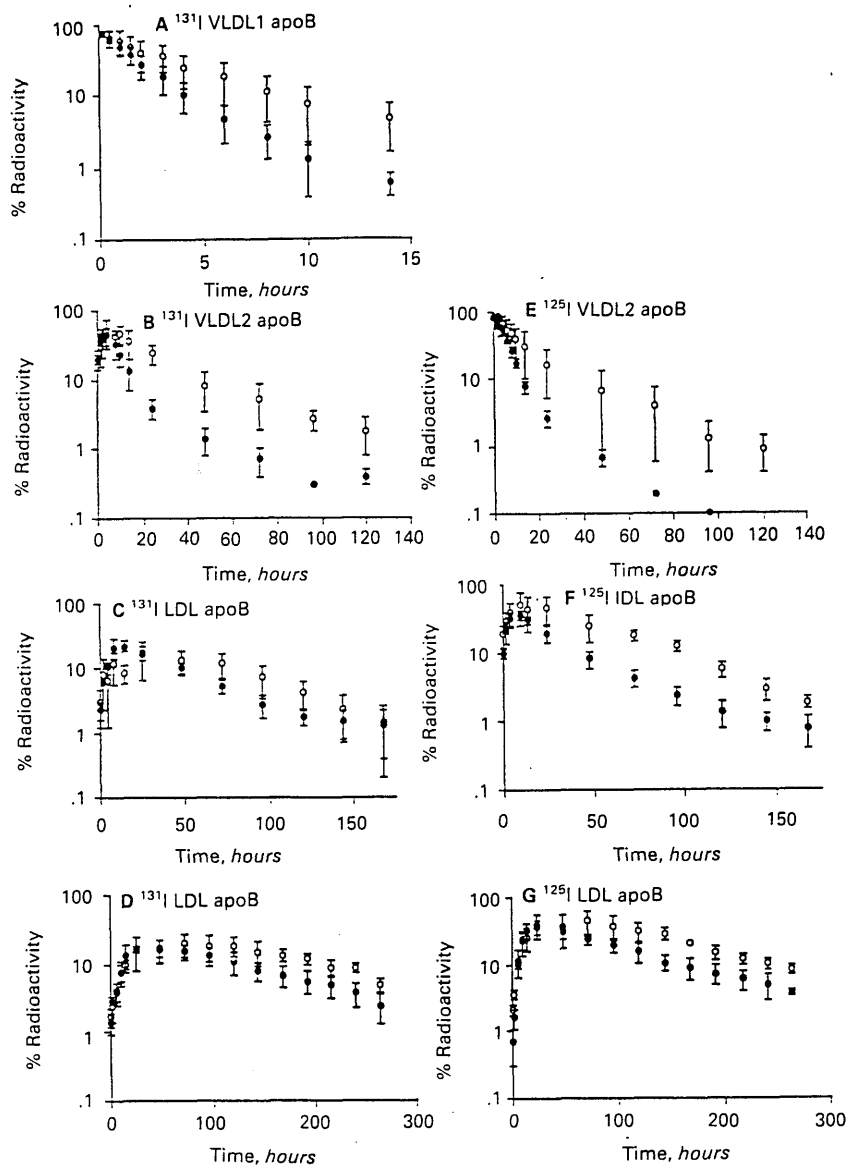 A ¹³¹I VLDL1 apoB
100
10
1
.1
% Radioactivity
0 5 10 15
Time, hours
B ¹³¹I VLDL2 apoB
100
10
1
.1
% Radioactivity
0 20 40 60 80 100 120 140
Time, hours
E ¹²⁵I VLDL2 apoB
100
10
1
.1
% Radioactivity
0 20 40 60 80 100 120 140
Time, hours
C ¹³¹I LDL apoB
100
10
1
.1
% Radioactivity
0 50 100 150
Time, hours
F ¹²⁵I IDL apoB
100
10
1
.1
% Radioactivity
0 50 100 150
Time, hours
D ¹³¹I LDL apoB
100
10
1
.1
% Radioactivity
0 100 200 300
Time, hours
G ¹²⁵I LDL apoB
100
10
1
.1
% Radioactivity
0 100 200 300
Time, hours